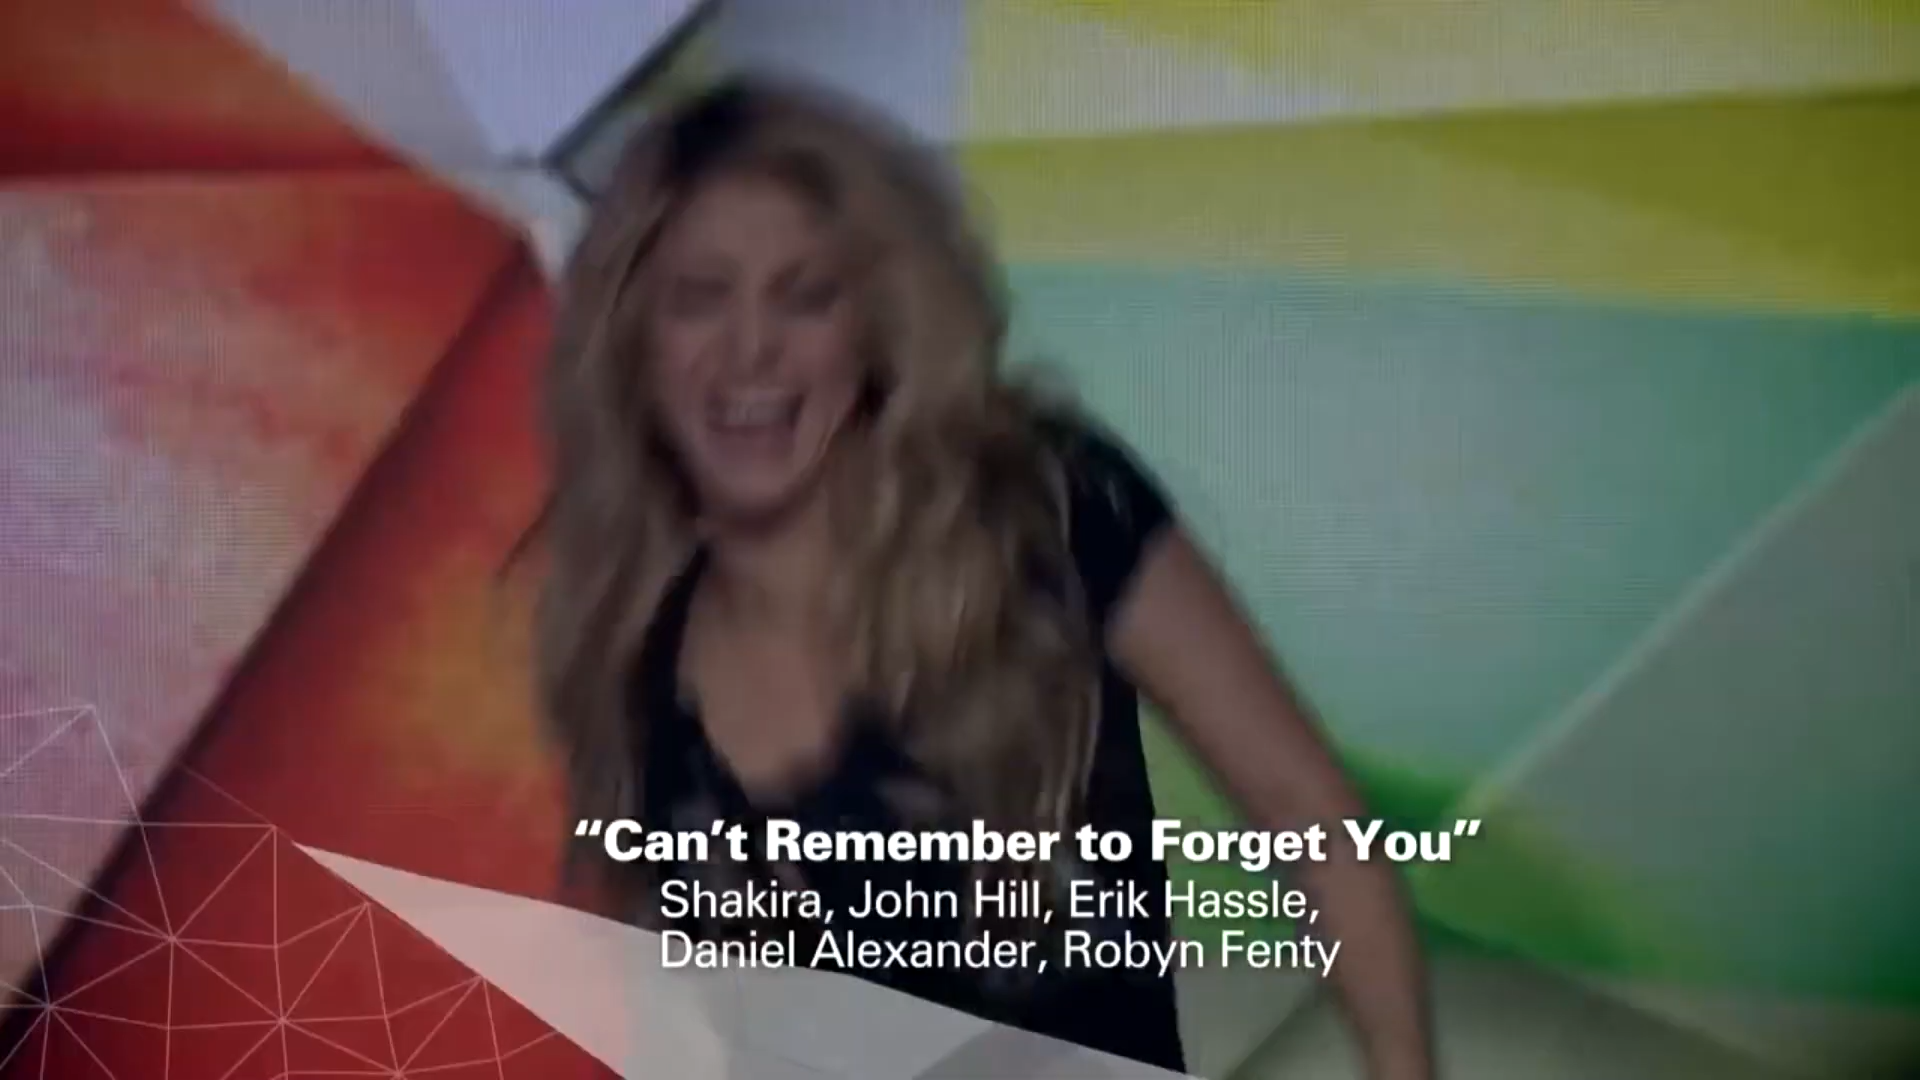 “Can’t Remember to Forget You”
Shakira, John Hill, Erik Hassle,
Daniel Alexander, Robyn Fenty